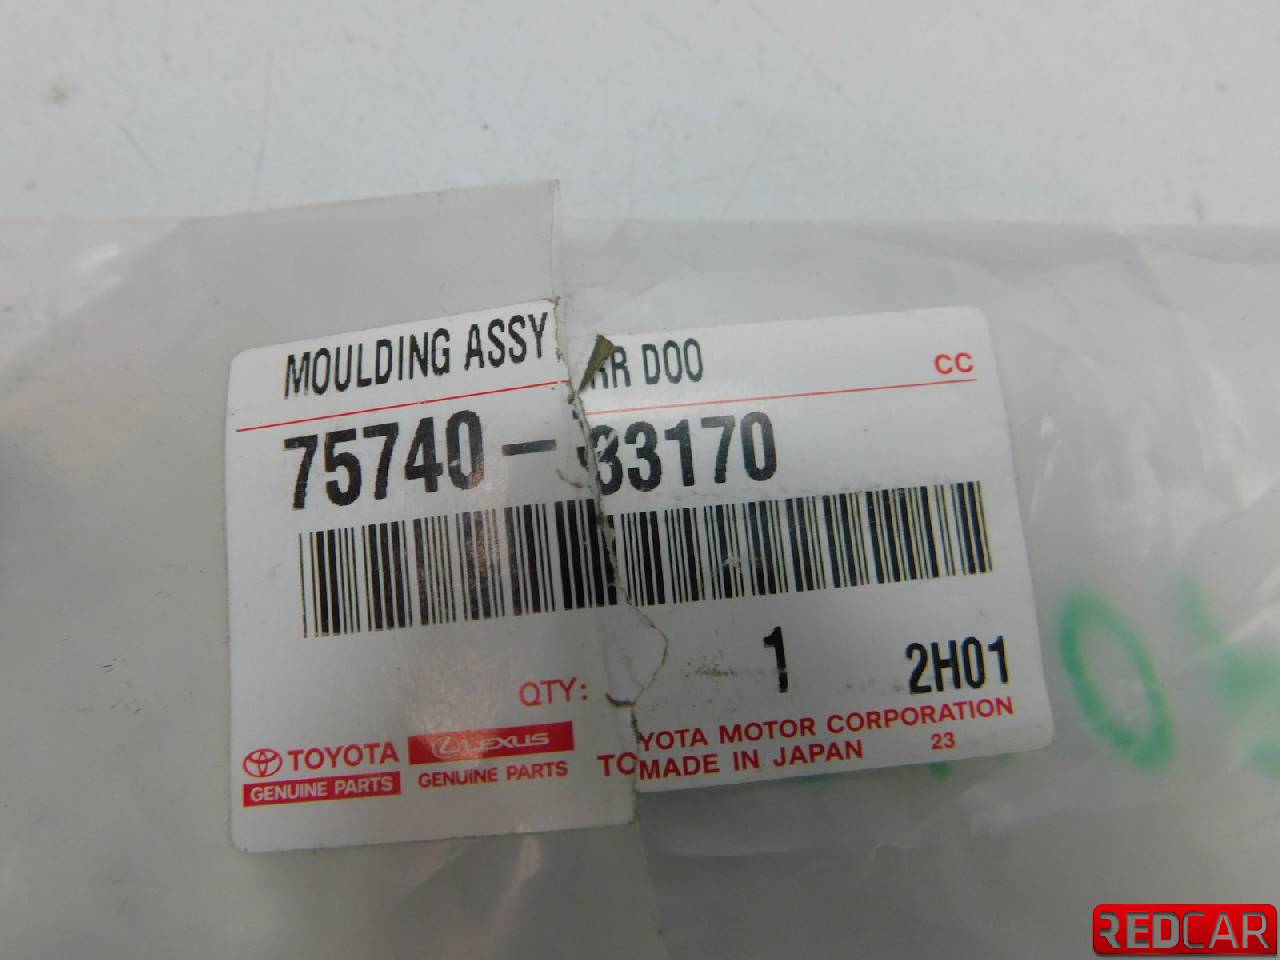 MOULDING ASSY RR DOO
CC
75740-33170
1
2H01
QTY:
TOYOTA
GENUINE PARTS
LEXUS
GENUINE PARTS
TOYOTA MOTOR CORPORATION
MADE IN JAPAN
23
REDCAR